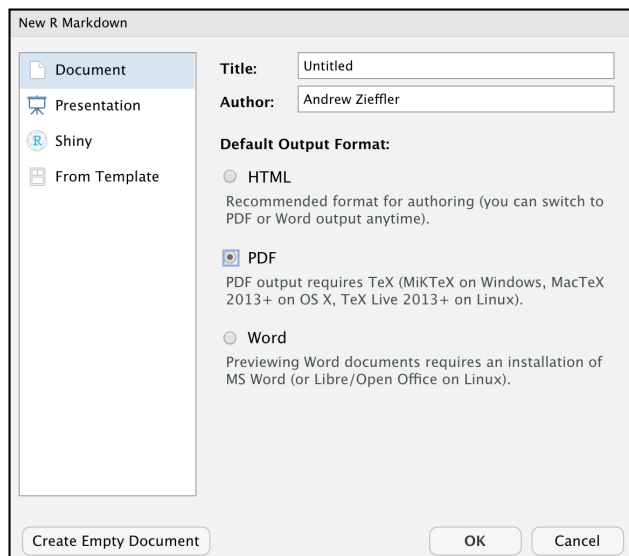 New R Markdown
Document
Presentation
R Shiny
From Template
Title: Untitled
Author: Andrew Zieffler
Default Output Format:
HTML
Recommended format for authoring (you can switch to
PDF or Word output anytime).
PDF
PDF output requires TeX (MiKTeX on Windows, MacTeX
2013+ on OS X, TeX Live 2013+ on Linux).
Word
Previewing Word documents requires an installation of
MS Word (or Libre/Open Office on Linux).
Create Empty Document
OK
Cancel